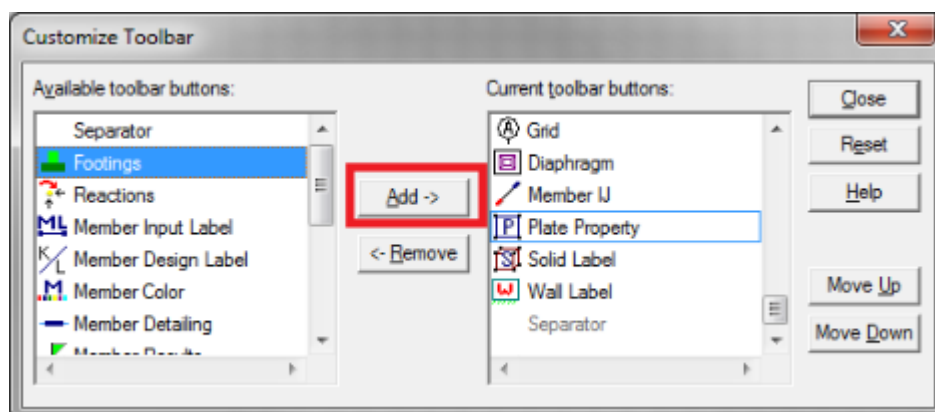 Customize Toolbar
Available toolbar buttons:
Separator
Footings
Reactions
Member Input Label
Member Design Label
Member Color
Member Detailing
Member Results
Add ->
<- Remove
Current toolbar buttons:
Grid
Diaphragm
Member IJ
Plate Property
Solid Label
Wall Label
Separator
Close
Reset
Help
Move Up
Move Down